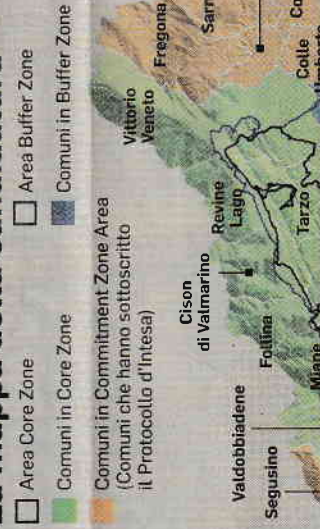 Area Core Zone
Area Buffer Zone
Comuni in Core Zone
Comuni in Buffer Zone
Comuni in Commitment Zone Area
(Comuni che hanno sottoscritto
il Protocollo d'Intesa)
Fregona
Vittorio
Veneto
Cison
di Valmarino
Revine
Lago
Colle
Valdobbiadene
Follina
Tarzo
Segusino
Miane